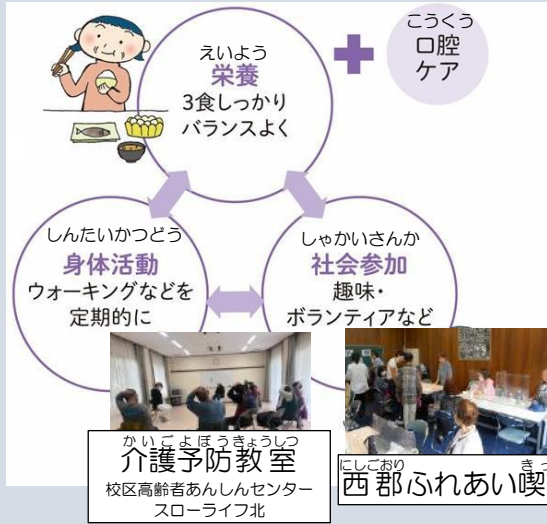 えいよう
栄養
3食しっかり
バランスよく
こうくう
口腔
ケア
しんたいかつどう
身体活動
ウォーキングなどを
定期的に
しゃかいさんか
社会参加
趣味・
ボランティアなど
かいごよぼうきょうしつ
介護予防教室
校区高齢者あんしんセンター
スローライフ北
にしごおり きっ
西郡ふれあい喫